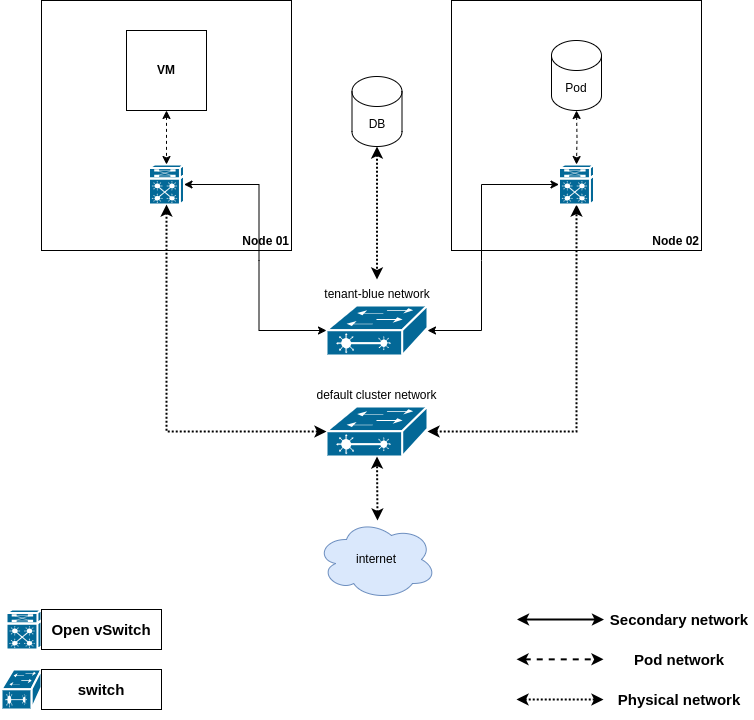 VM
Pod
DB
Node 01
Node 02
tenant-blue network
default cluster network
internet
Open vSwitch
switch
Secondary network
Pod network
Physical network